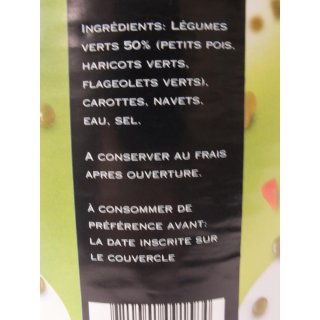 INGRÉDIENTS: LÉGUMES
VERTS 50% (PETITS POIS,
HARICOTS VERTS,
FLAGEOLETS VERTS),
CAROTTES, NAVETS,
EAU, SEL.
A CONSERVER AU FRAIS
APRES OUVERTURE.
À CONSOMMER DE
PRÉFÉRENCE AVANT:
LA DATE INSCRITE SUR
LE COUVERCLE